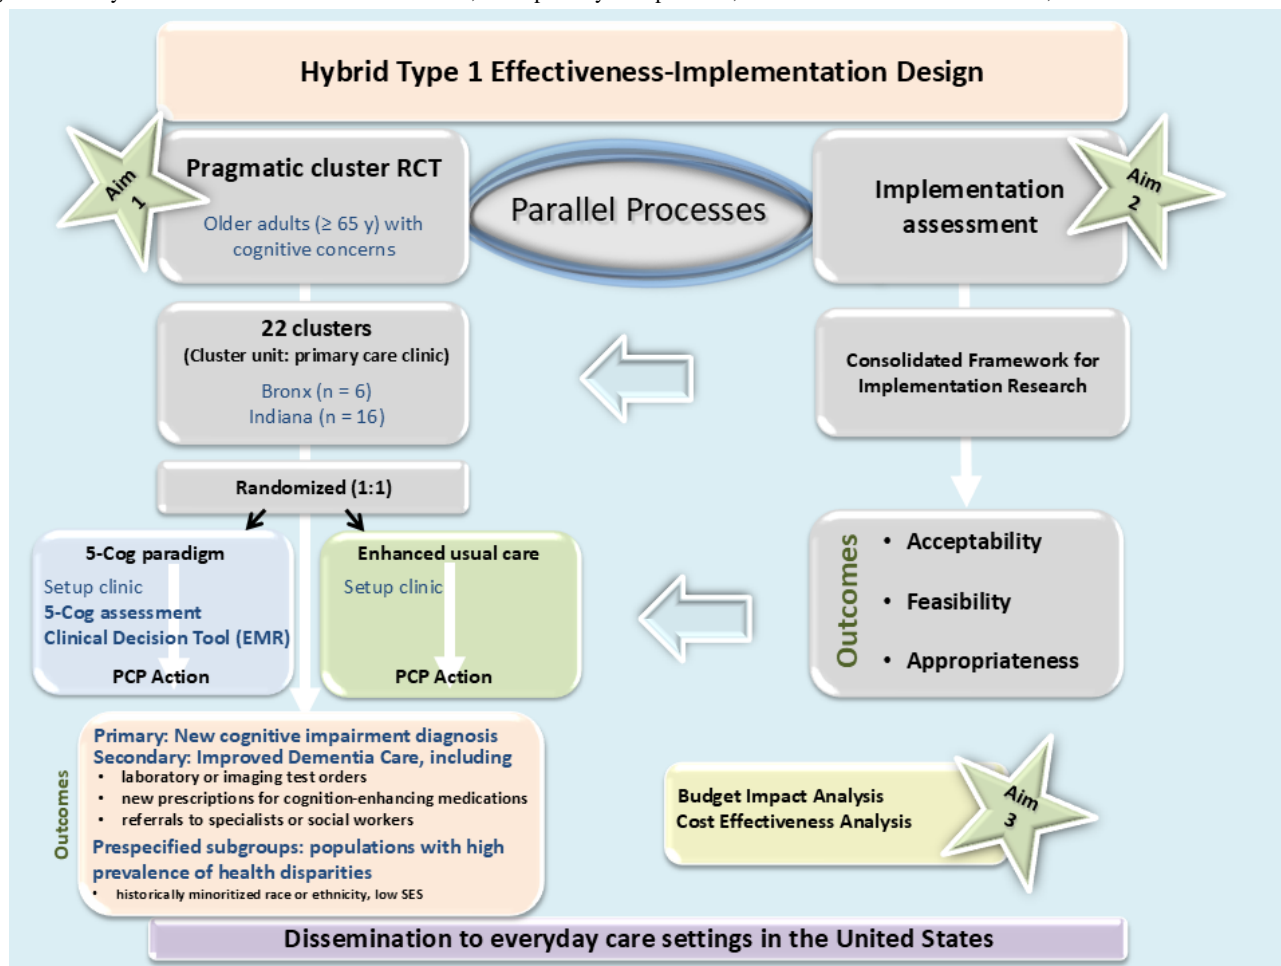 Hybrid Type 1 Effectiveness-Implementation Design
Aim
1
Pragmatic cluster RCT
Older adults (≥ 65 y) with
cognitive concerns
Parallel Processes
Implementation
assessment
Aim
2
22 clusters
(Cluster unit: primary care clinic)
Bronx (n = 6)
Indiana (n = 16)
Consolidated Framework for
Implementation Research
Randomized (1:1)
5-Cog paradigm
Setup clinic
5-Cog assessment
Clinical Decision Tool (EMR)
PCP Action
Enhanced usual care
Setup clinic
PCP Action
Outcomes
• Acceptability
• Feasibility
• Appropriateness
Outcomes
Primary: New cognitive impairment diagnosis
Secondary: Improved Dementia Care, including
• laboratory or imaging test orders
• new prescriptions for cognition-enhancing medications
• referrals to specialists or social workers
Prespecified subgroups: populations with high
prevalence of health disparities
• historically minoritized race or ethnicity, low SES
Budget Impact Analysis
Cost Effectiveness Analysis
Aim
3
Dissemination to everyday care settings in the United States